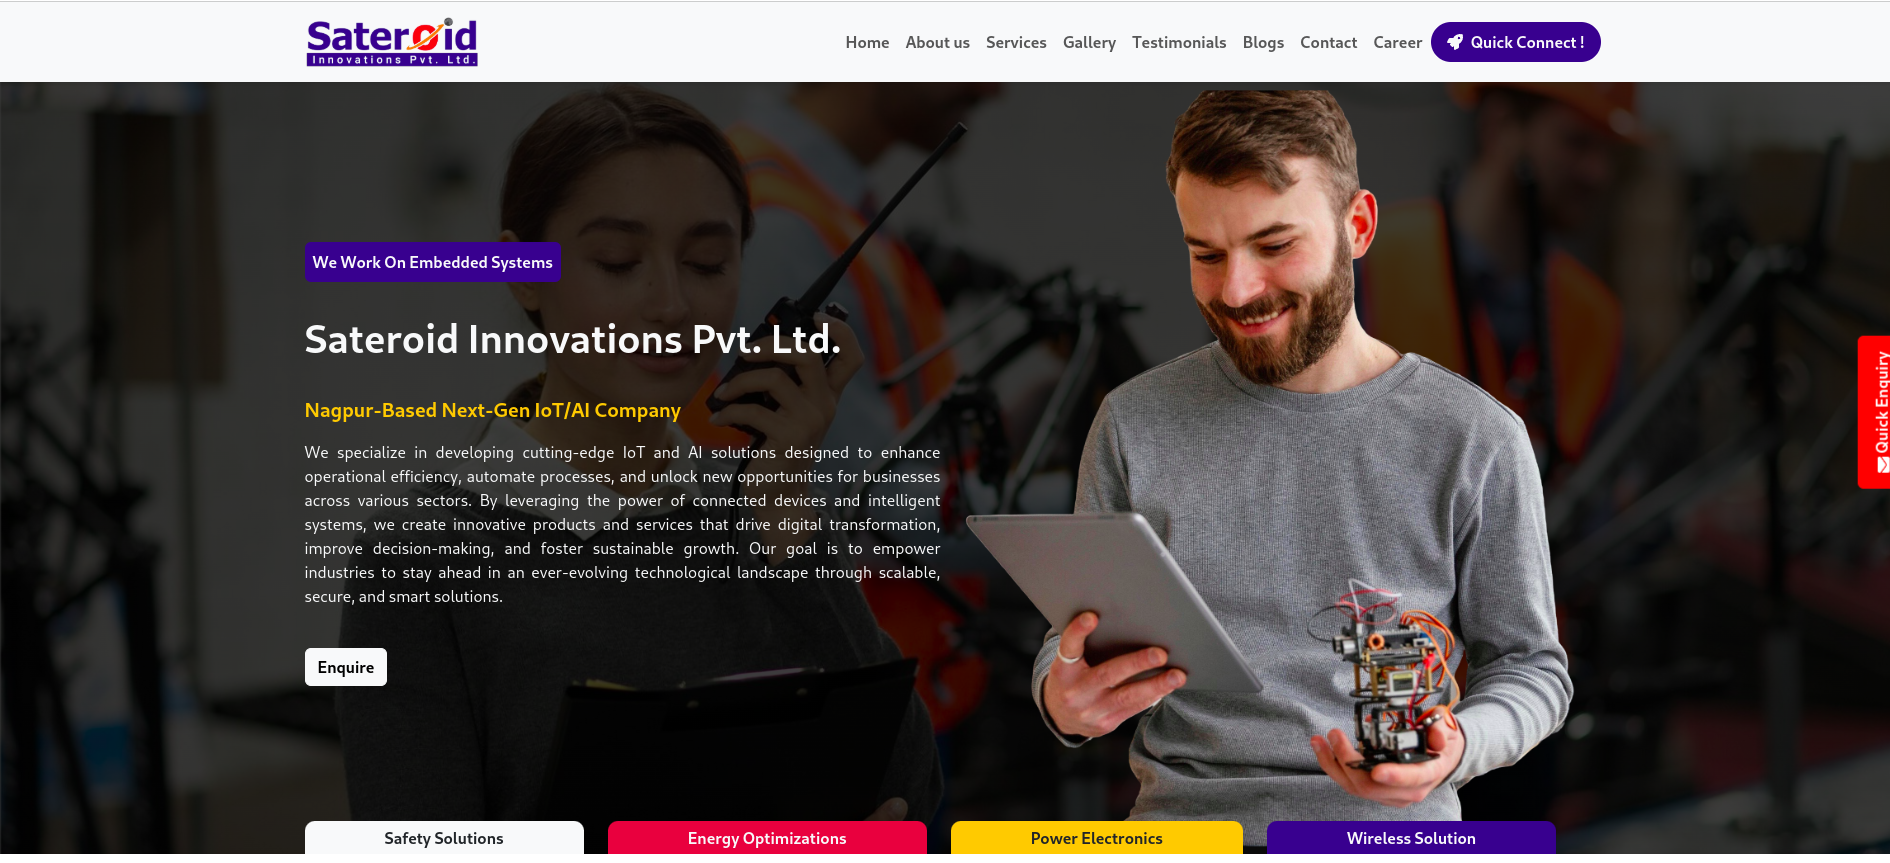 Sateroid
Innovations Pvt. Ltd.
Home About us Services Gallery Testimonials Blogs Contact Career Quick Connect !
We Work On Embedded Systems
Sateroid Innovations Pvt. Ltd.
Nagpur-Based Next-Gen IoT/AI Company
We specialize in developing cutting-edge IoT and AI solutions designed to enhance
operational efficiency, automate processes, and unlock new opportunities for businesses
across various sectors. By leveraging the power of connected devices and intelligent
systems, we create innovative products and services that drive digital transformation,
improve decision-making, and foster sustainable growth. Our goal is to empower
industries to stay ahead in an ever-evolving technological landscape through scalable,
secure, and smart solutions.
Enquire
Quick Enquiry
Safety Solutions Energy Optimizations Power Electronics Wireless Solution